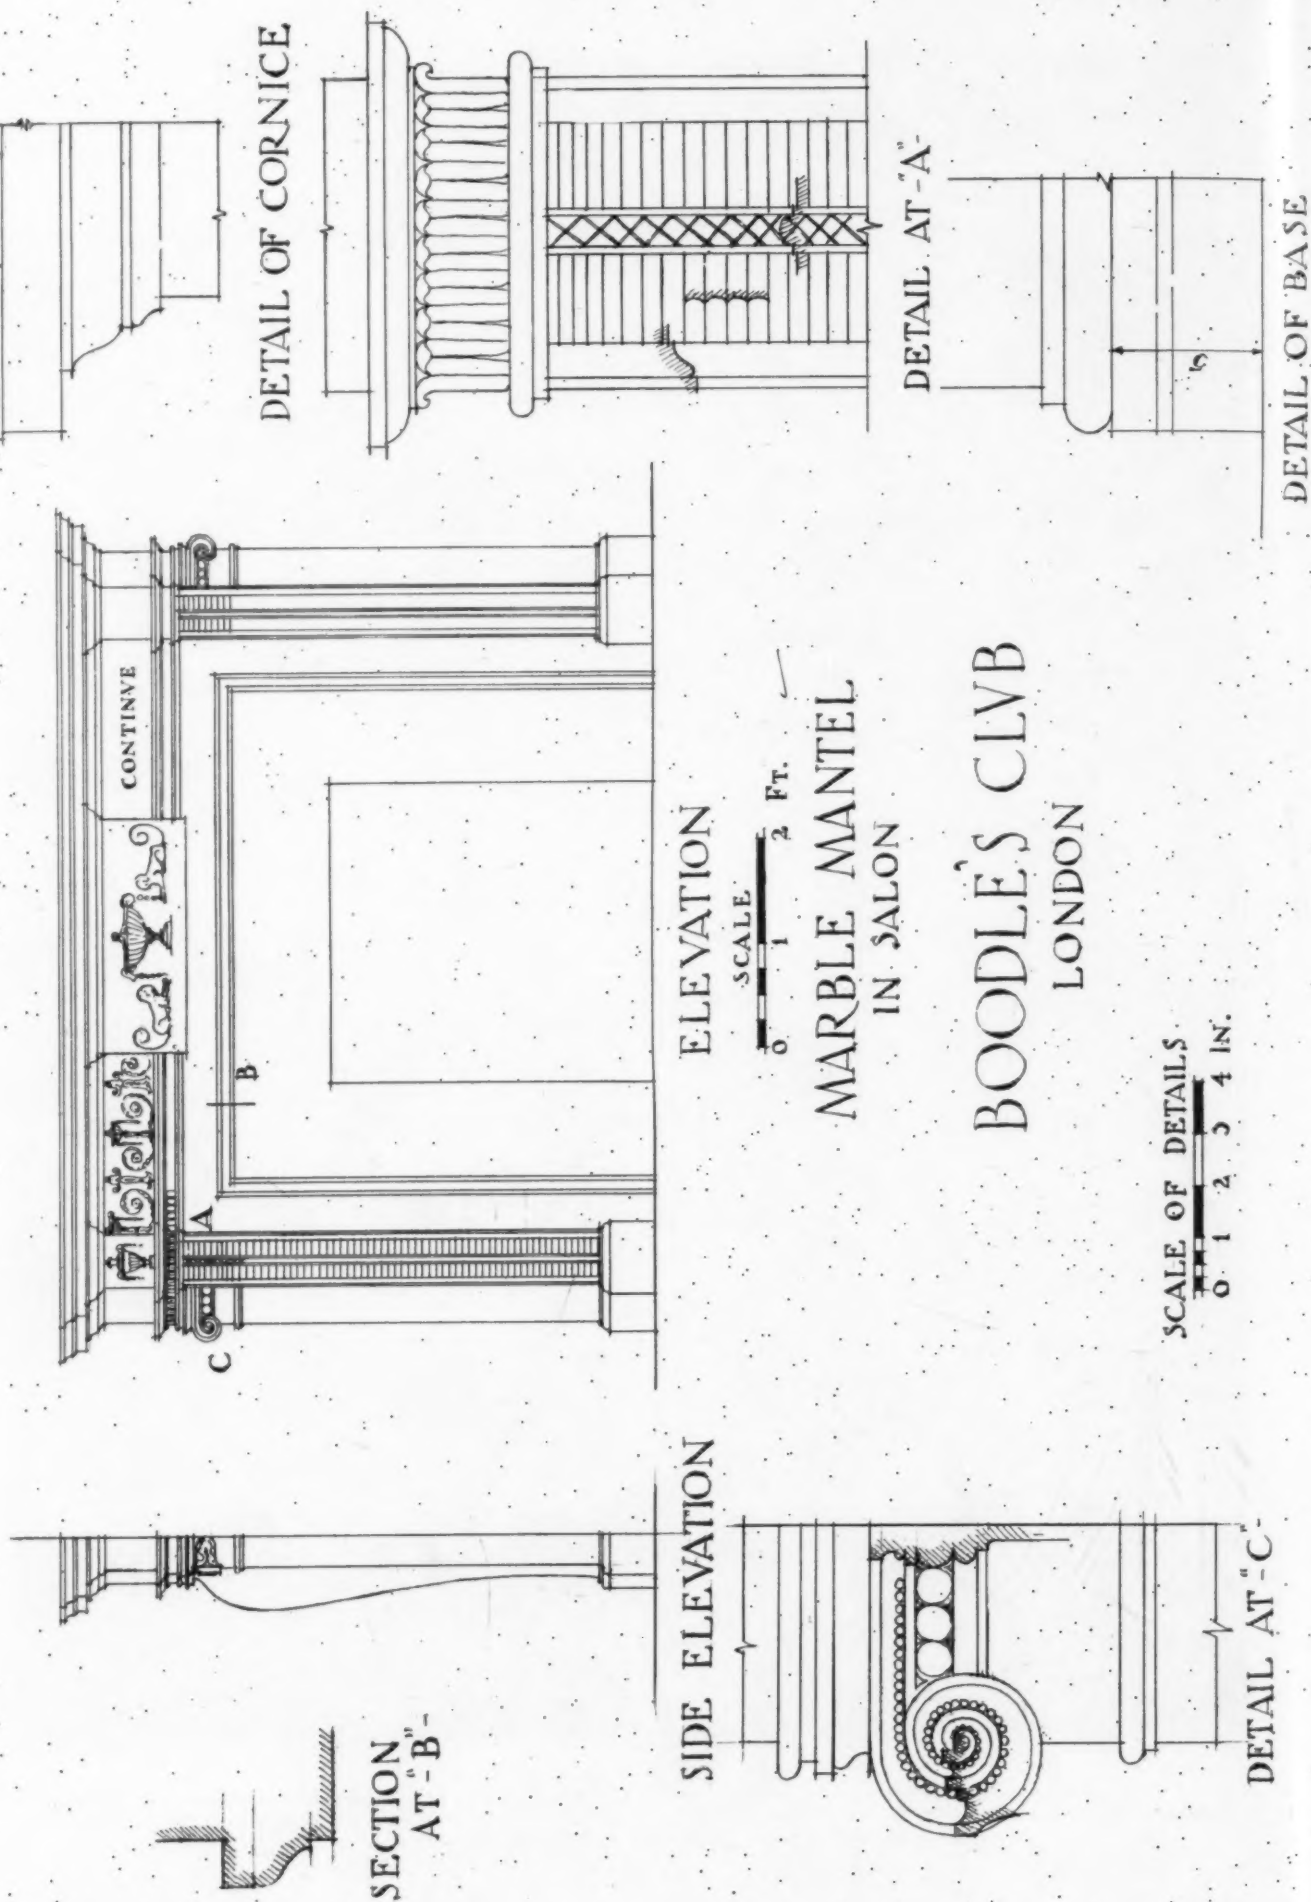 SECTION
AT -"B"-
SIDE ELEVATION
DETAIL AT -"C"-
C
A
B
CONTINVE
ELEVATION
SCALE
0 1 2 FT.
MARBLE MANTEL
IN SALON
BOODLE'S CLVB
LONDON
SCALE OF DETAILS
0 1 2 3 4 IN.
DETAIL OF CORNICE
DETAIL AT -"A"-
DETAIL OF BASE